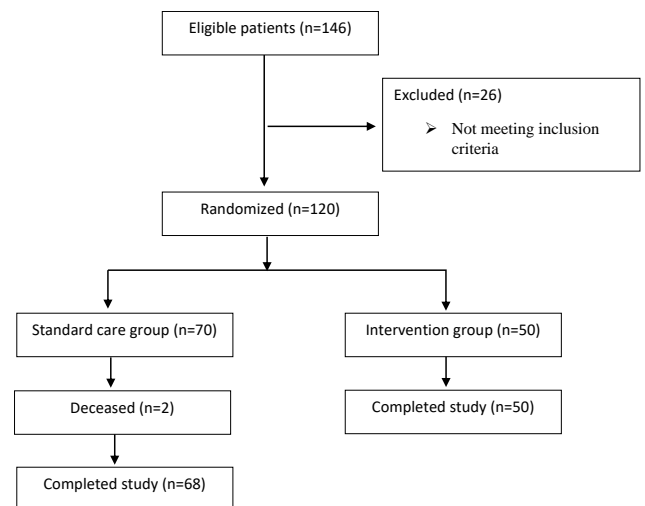 Eligible patients (n=146)
Excluded (n=26)
➢ Not meeting inclusion
criteria
Randomized (n=120)
Standard care group (n=70)
Intervention group (n=50)
Deceased (n=2)
Completed study (n=50)
Completed study (n=68)